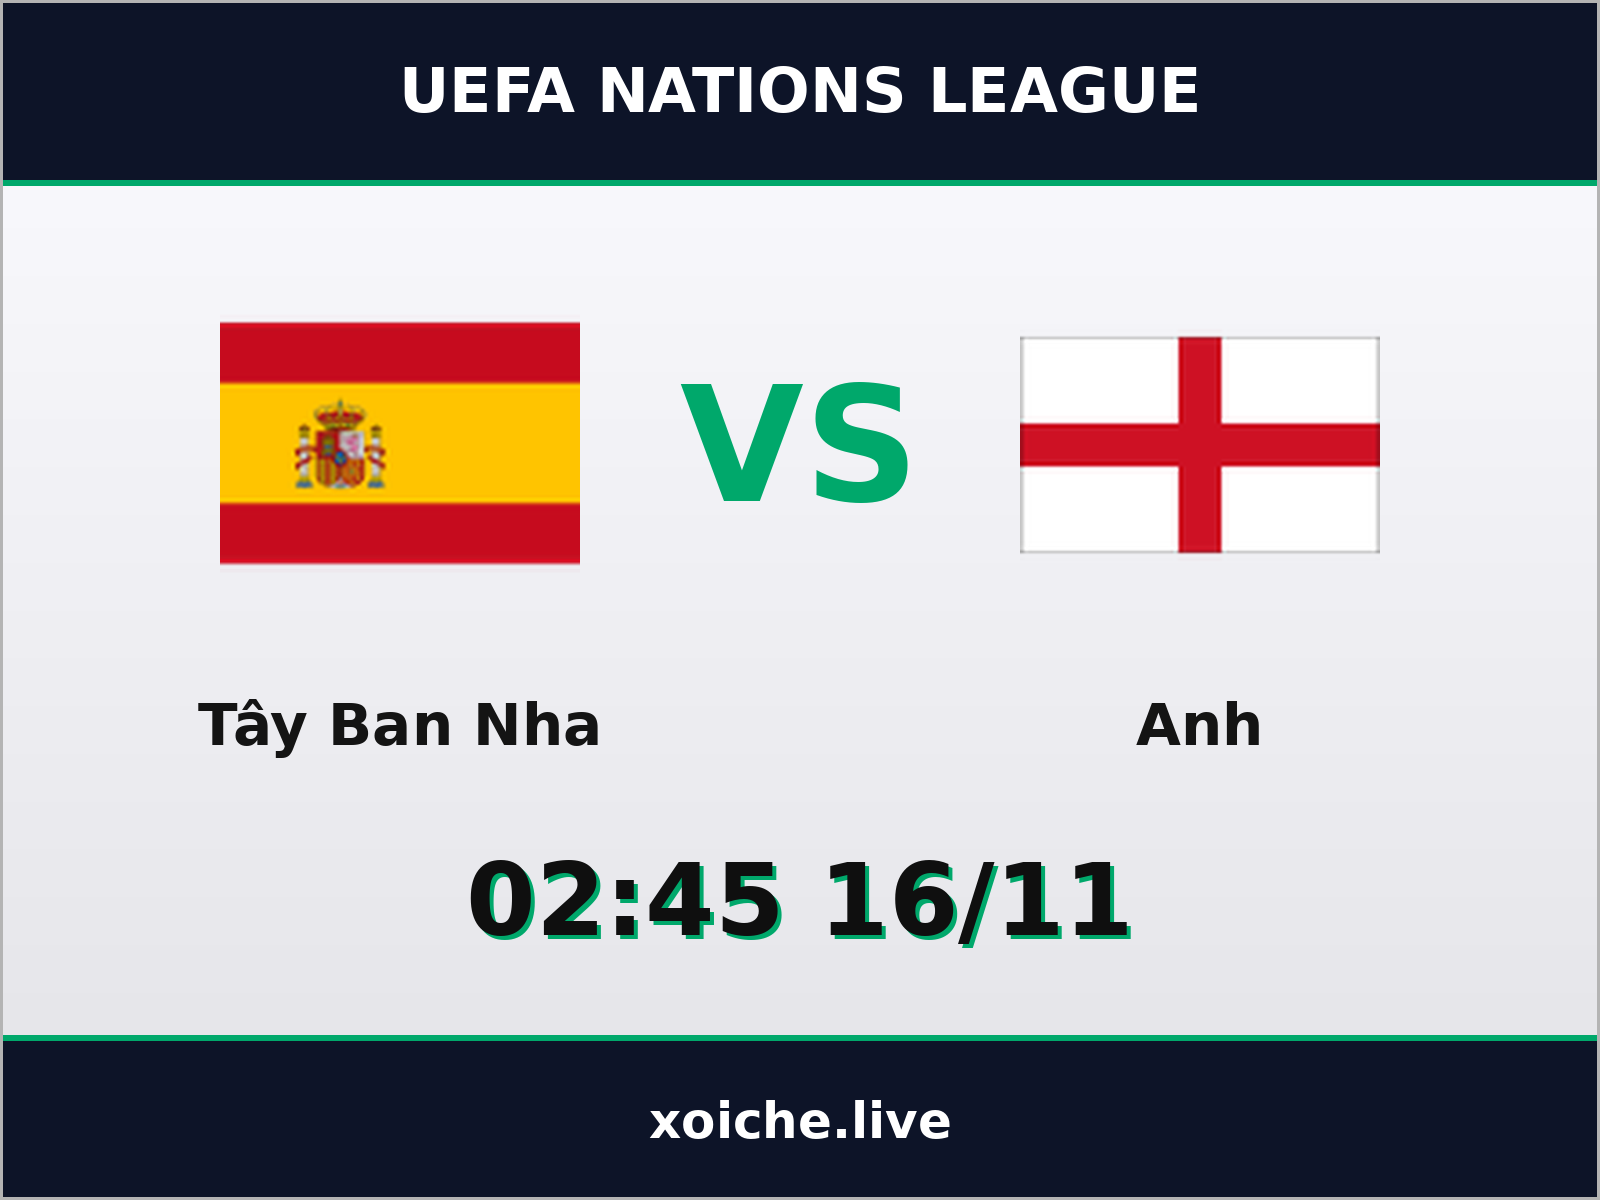 UEFA NATIONS LEAGUE
VS
Tây Ban Nha
Anh
02:45 16/11
xoiche.live